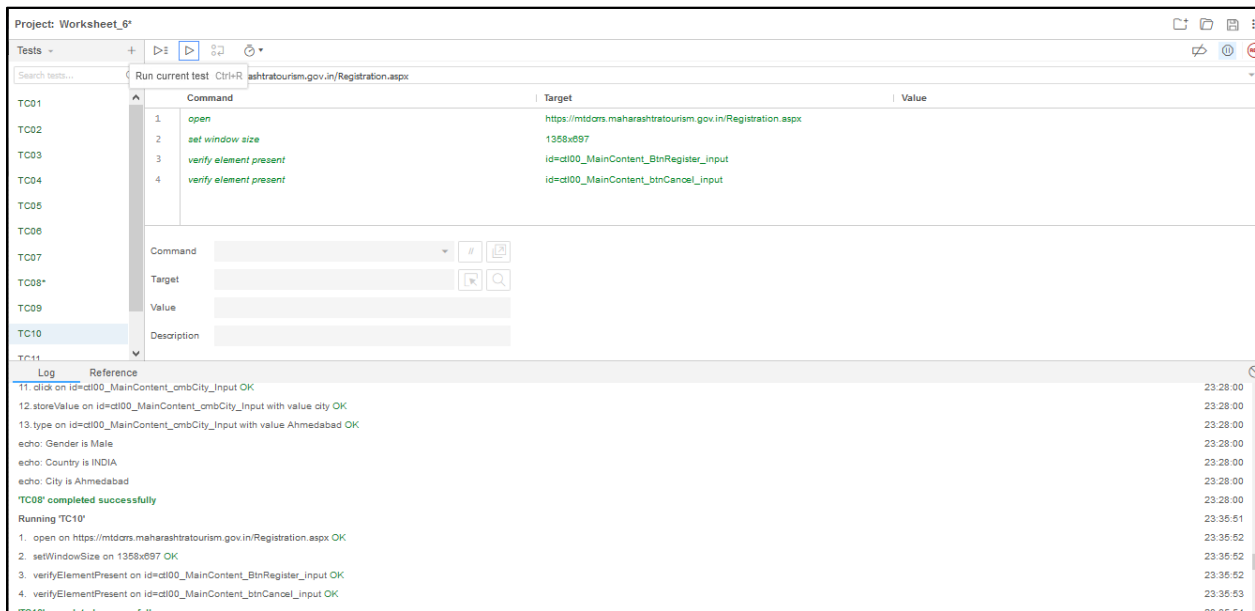 Project: Worksheet_6*
Tests
Search tests...
Run current test Ctrl+R
ashtratourism.gov.in/Registration.aspx
Command Target Value
1 open https://mtdcrrs.maharashtratourism.gov.in/Registration.aspx
2 set window size 1358x697
3 verify element present id=ctl00_MainContent_BtnRegister_input
4 verify element present id=ctl00_MainContent_btnCancel_input
TC01
TC02
TC03
TC04
TC05
TC06
TC07
TC08*
TC09
TC10
TC11
Command //
Target
Value
Description
Log Reference
11. click on id=ctl00_MainContent_cmbCity_Input OK 23:28:00
12. storeValue on id=ctl00_MainContent_cmbCity_Input with value city OK 23:28:00
13. type on id=ctl00_MainContent_cmbCity_Input with value Ahmedabad OK 23:28:00
echo: Gender is Male 23:28:00
echo: Country is INDIA 23:28:00
echo: City is Ahmedabad 23:28:00
'TC08' completed successfully 23:28:00
Running 'TC10' 23:35:51
1. open on https://mtdcrrs.maharashtratourism.gov.in/Registration.aspx OK 23:35:52
2. setWindowSize on 1358x697 OK 23:35:52
3. verifyElementPresent on id=ctl00_MainContent_BtnRegister_input OK 23:35:52
4. verifyElementPresent on id=ctl00_MainContent_btnCancel_input OK 23:35:53